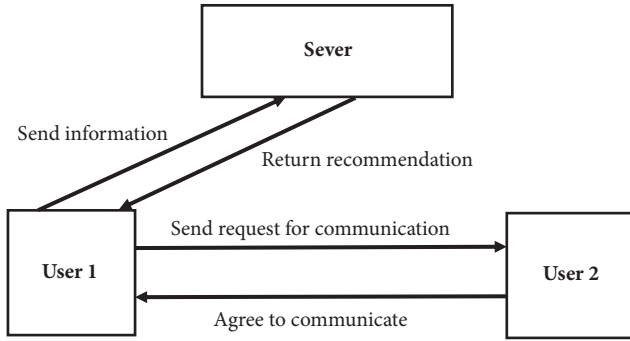 Sever
Send information
Return recommendation
Send request for communication
User 1
User 2
Agree to communicate